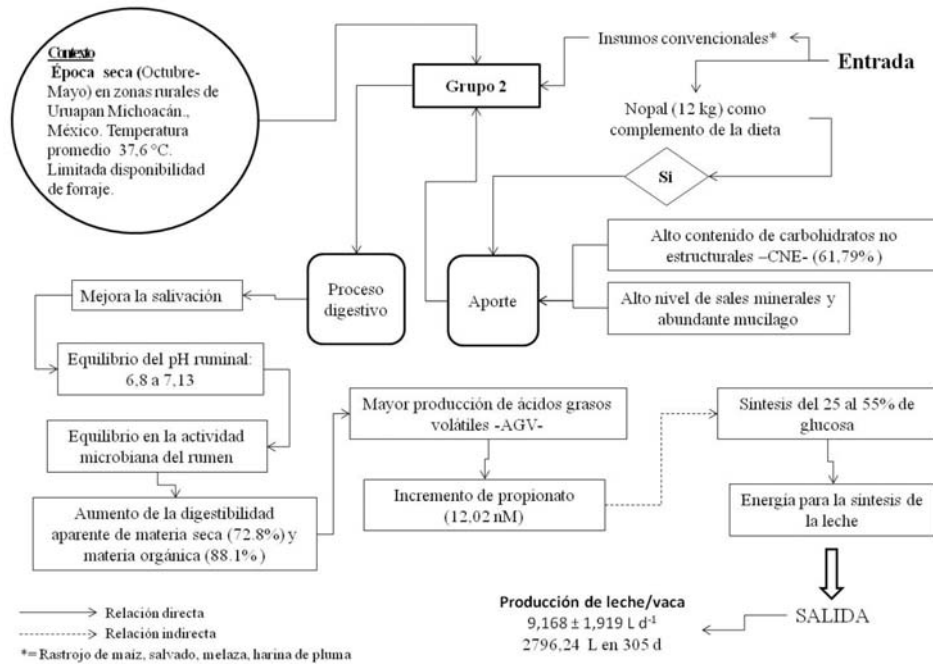 Contexto
Época seca (Octubre-
Mayo) en zonas rurales de
Uruapan Michoacán.,
México. Temperatura
promedio 37,6 °C.
Limitada disponibilidad
de forraje.
Grupo 2
Insumos convencionales*
Entrada
Nopal (12 kg) como
complemento de la dieta
Si
Alto contenido de carbohidratos no
estructurales –CNE- (61,79%)
Alto nivel de sales minerales y
abundante mucilago
Aporte
Proceso
digestivo
Mejora la salivación
Equilibrio del pH ruminal:
6,8 a 7,13
Equilibrio en la actividad
microbiana del rumen
Aumento de la digestibilidad
aparente de materia seca (72.8%) y
materia orgánica (88.1%)
Mayor producción de ácidos grasos
volátiles -AGV-
Incremento de propionato
(12,02 nM)
Síntesis del 25 al 55% de
glucosa
Energía para la síntesis de
la leche
SALIDA
Producción de leche/vaca
9,168 ± 1,919 L d⁻¹
2796,24 L en 305 d
Relación directa
Relación indirecta
*= Rastrojo de maíz, salvado, melaza, harina de pluma